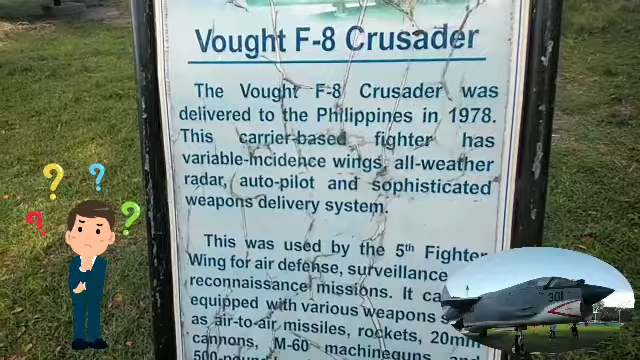 Vought F-8 Crusader
The Vought F-8 Crusader was
delivered to the Philippines in 1978.
This carrier-based fighter has
variable-incidence wings, all-weather
radar, auto-pilot and sophisticated
weapons delivery system.
This was used by the 5th Fighter
Wing for air defense, surveillance
reconnaissance missions. It
equipped with various weapons
as air-to-air missiles, rockets, 20mm
cannons, M-60 machineguns and
500-pound
? ? ? ?
301